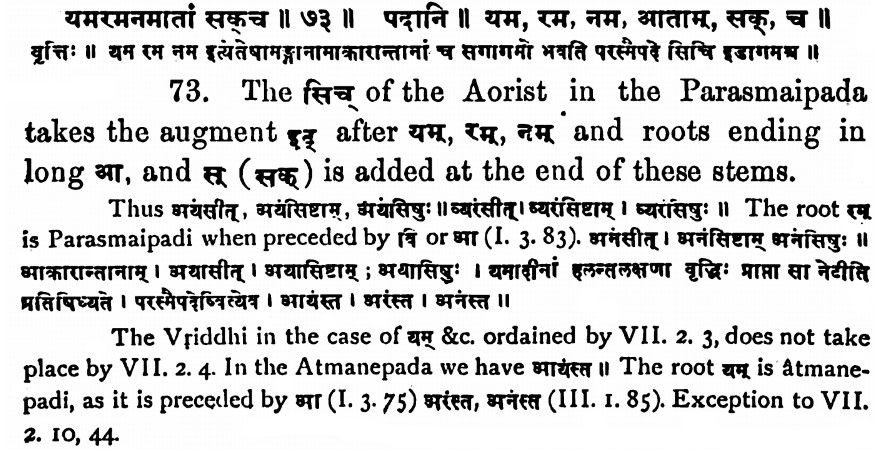 यमरमनमातां सक्च ॥ ७३ ॥ पदानि ॥ यम, रम, नम, आताम्, सक्, च ॥
वृत्तिः ॥ यम रम नम इत्येतेषामङ्गानामाकारान्तानां च सगागमो भवति परस्मैपदे सिचि इडागमश्च ॥
73. The सिच् of the Aorist in the Parasmaipada
takes the augment इट् after यम्, रम्, नम् and roots ending in
long आ, and स् (सक्) is added at the end of these stems.
Thus अयंसीत्, अयंसिष्टाम्, अयंसिषुः ॥ व्यरंसीत् । व्यरंसिष्टाम् । व्यरंसिषुः ॥ The root रम्
is Parasmaipadi when preceded by वि or आ (I. 3. 83). अनंसीत् । अनंसिष्टाम् अनंसिषुः ॥
आकारान्तानाम् । अयासीत् । अयासिष्टाम् ; अयासिषुः । यमादीनां हलन्तलक्षणा वृद्धिः प्राप्ता सा नेटीति
प्रतिषिध्यते । परस्मैपदेष्वित्येव । आयंस्त । अरंस्त । अनंस्त ॥
The Vṛiddhi in the case of यम् &c. ordained by VII. 2. 3, does not take
place by VII. 2. 4. In the Atmanepada we have आयंस्त ॥ The root यम् is âtmane-
padi, as it is preceded by आ (I. 3. 75) अरंस्त, अनंस्त (III. 1. 85). Exception to VII.
2. 10, 44.